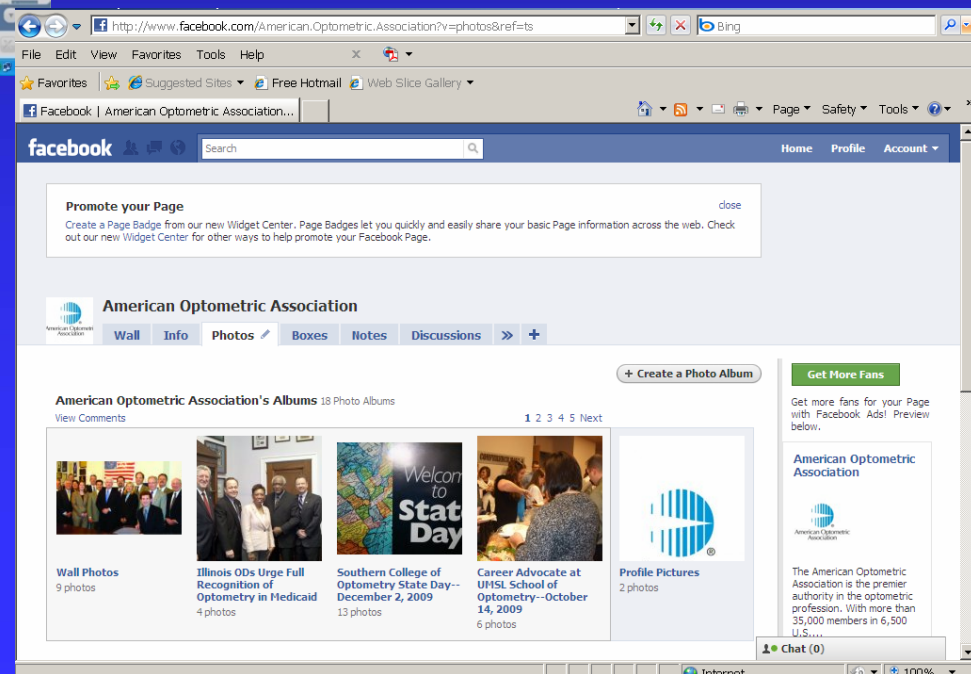 http://www.facebook.com/American.Optometric.Association?v=photos&ref=ts
Bing
File Edit View Favorites Tools Help
Favorites Suggested Sites Free Hotmail Web Slice Gallery
Facebook | American Optometric Association...
Page Safety Tools
facebook Search Home Profile Account
Promote your Page close
Create a Page Badge from our new Widget Center. Page Badges let you quickly and easily share your basic Page information across the web. Check
out our new Widget Center for other ways to help promote your Facebook Page.
American Optometric Association
American Optometric
Association
Wall Info Photos Boxes Notes Discussions » +
+ Create a Photo Album
American Optometric Association's Albums 18 Photo Albums
View Comments 1 2 3 4 5 Next
Welcom
to
Stat
Day
Wall Photos
9 photos
Illinois ODs Urge Full
Recognition of
Optometry in Medicaid
4 photos
Southern College of
Optometry State Day--
December 2, 2009
13 photos
Career Advocate at
UMSL School of
Optometry--October
14, 2009
6 photos
®
Profile Pictures
2 photos
Get More Fans
Get more fans for your Page
with Facebook Ads! Preview
below.
American Optometric
Association
American Optometric
Association
The American Optometric
Association is the premier
authority in the optometric
profession. With more than
35,000 members in 6,500
U.S....
Chat (0)
Internet 100%